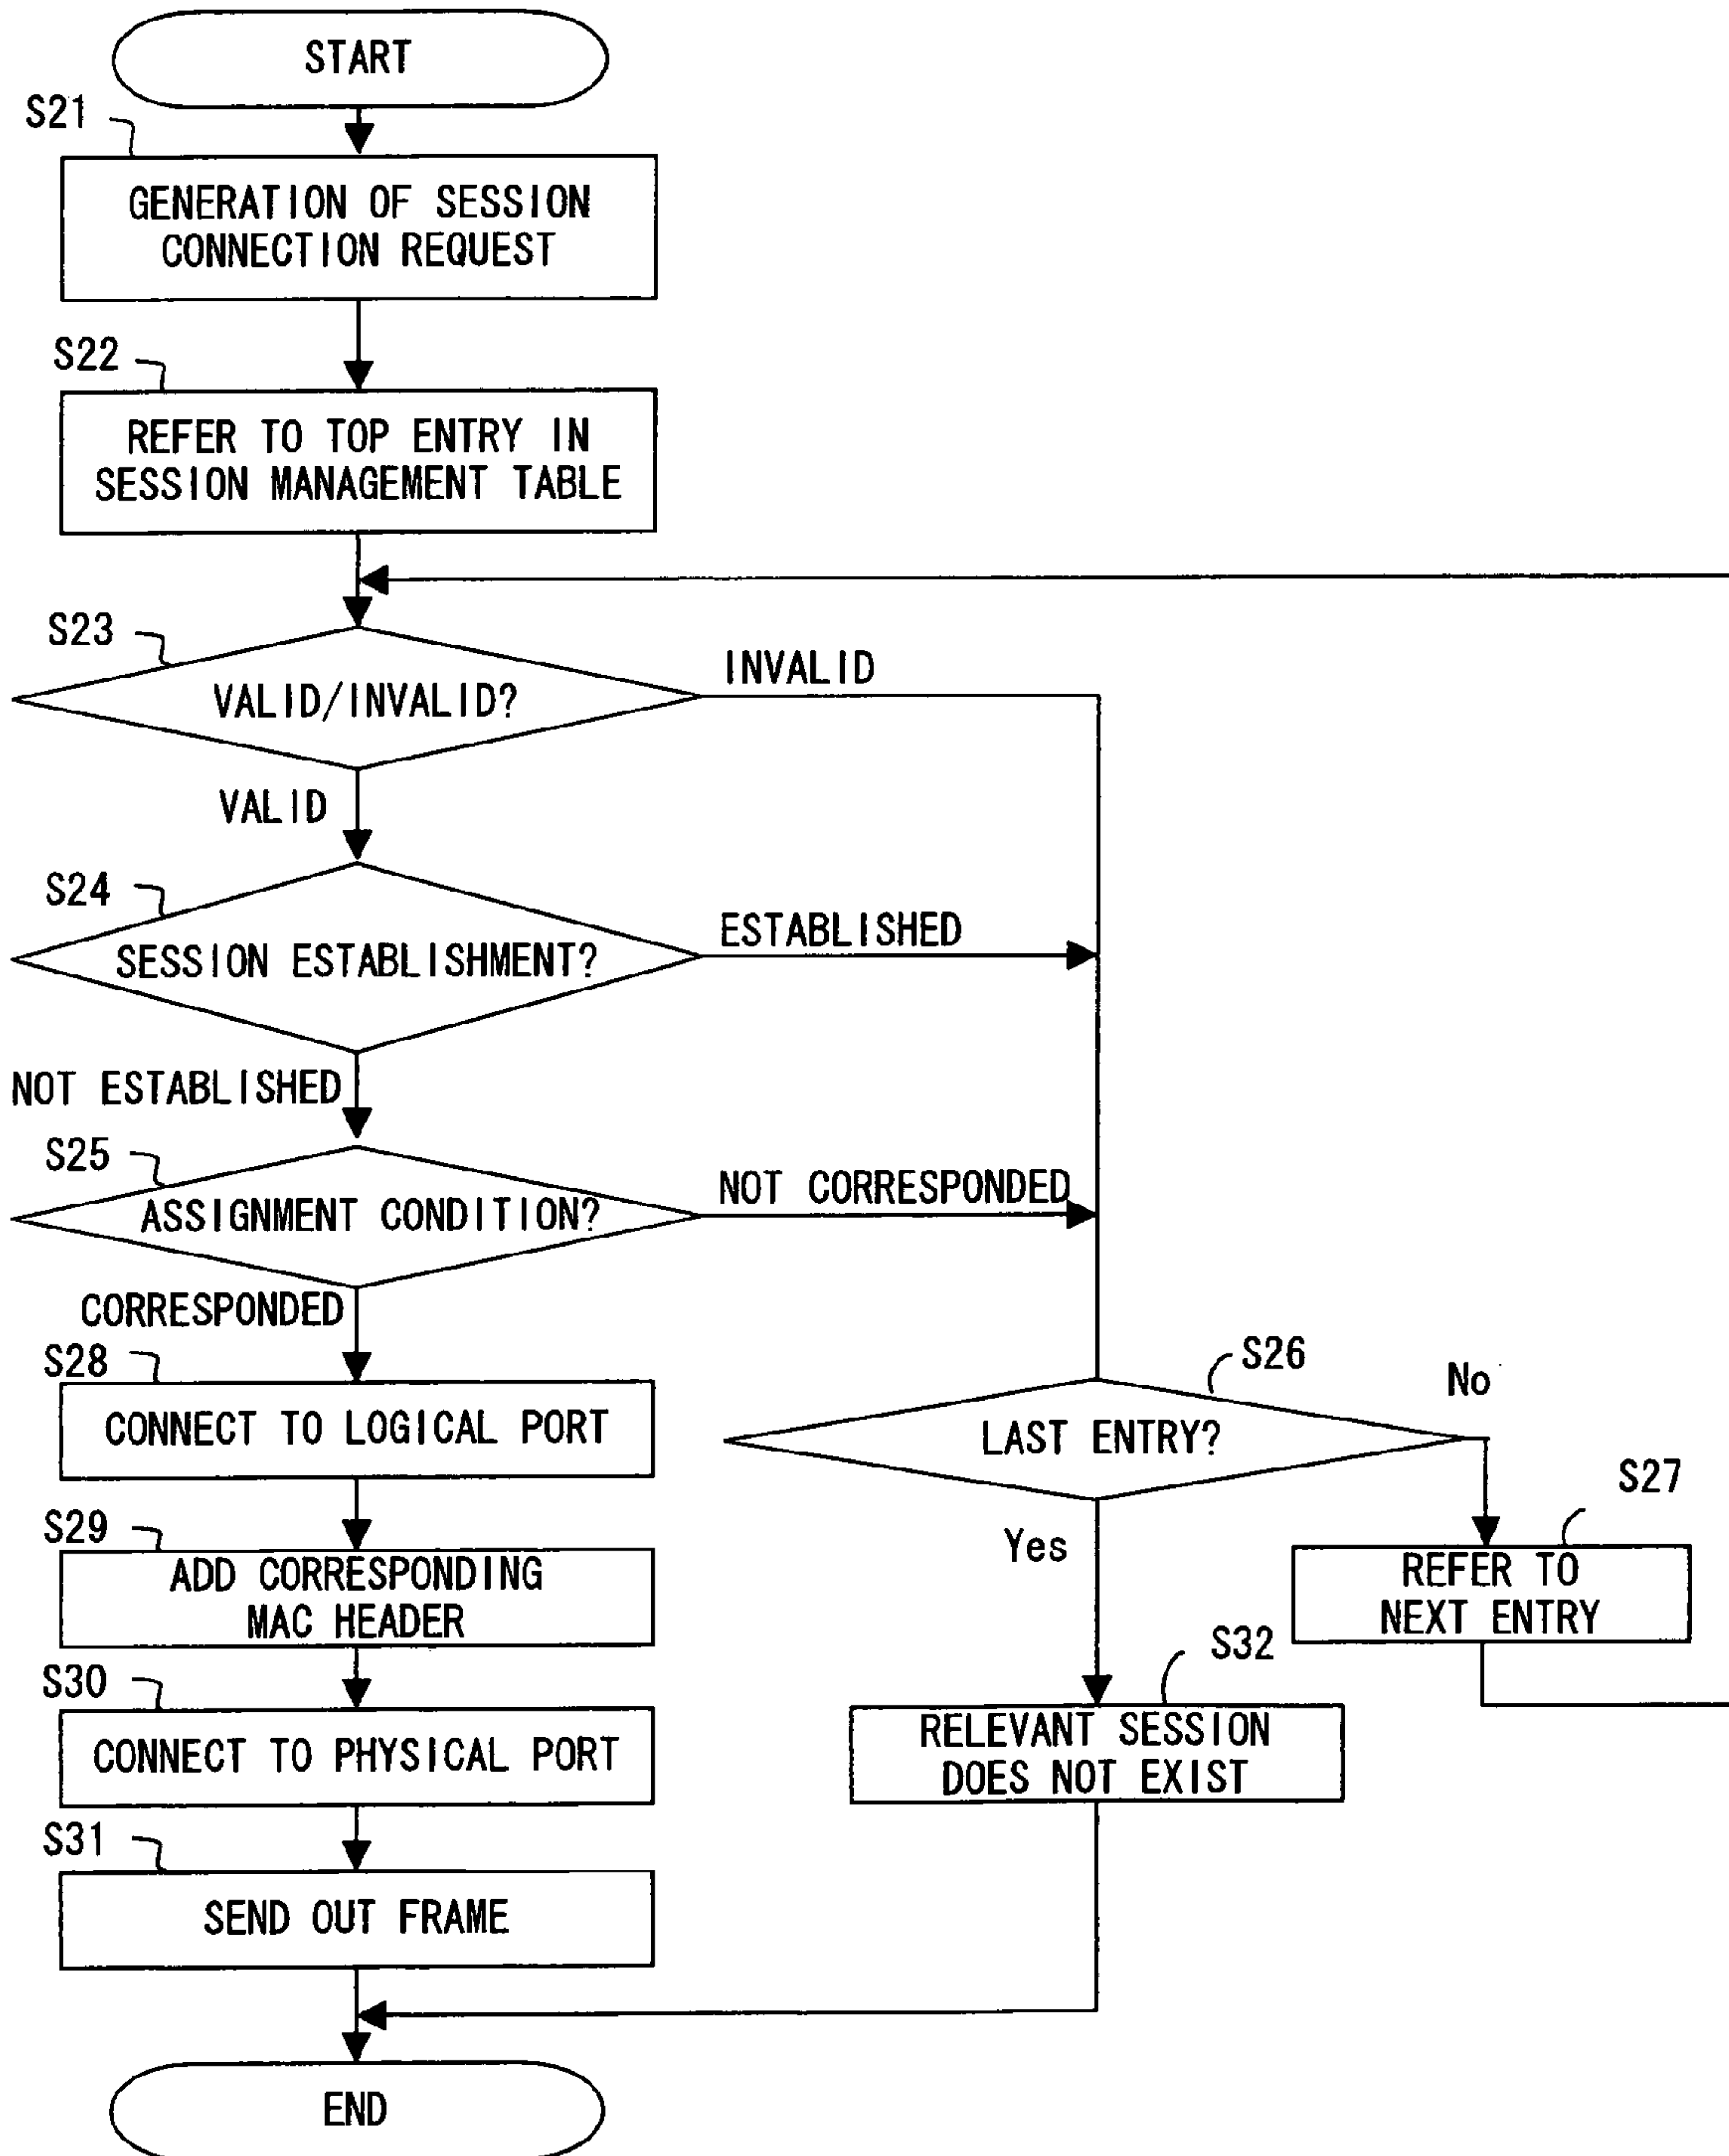 START
S21
GENERATION OF SESSION
CONNECTION REQUEST
S22
REFER TO TOP ENTRY IN
SESSION MANAGEMENT TABLE
S23
VALID/INVALID?
INVALID
VALID
S24
SESSION ESTABLISHMENT?
ESTABLISHED
NOT ESTABLISHED
S25
ASSIGNMENT CONDITION?
NOT CORRESPONDED
CORRESPONDED
S28
CONNECT TO LOGICAL PORT
S29
ADD CORRESPONDING
MAC HEADER
S30
CONNECT TO PHYSICAL PORT
S31
SEND OUT FRAME
S26
LAST ENTRY?
No
Yes
S27
REFER TO
NEXT ENTRY
S32
RELEVANT SESSION
DOES NOT EXIST
END